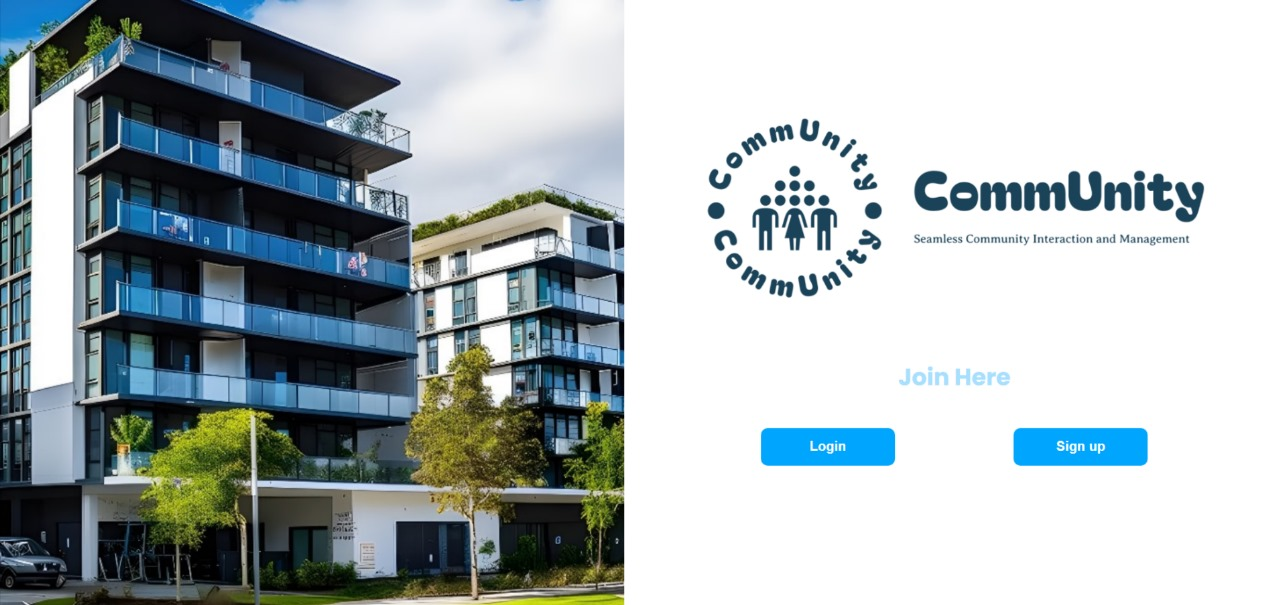 CommUnity
CommUnity
CommUnity
Seamless Community Interaction and Management
Join Here
Login
Sign up